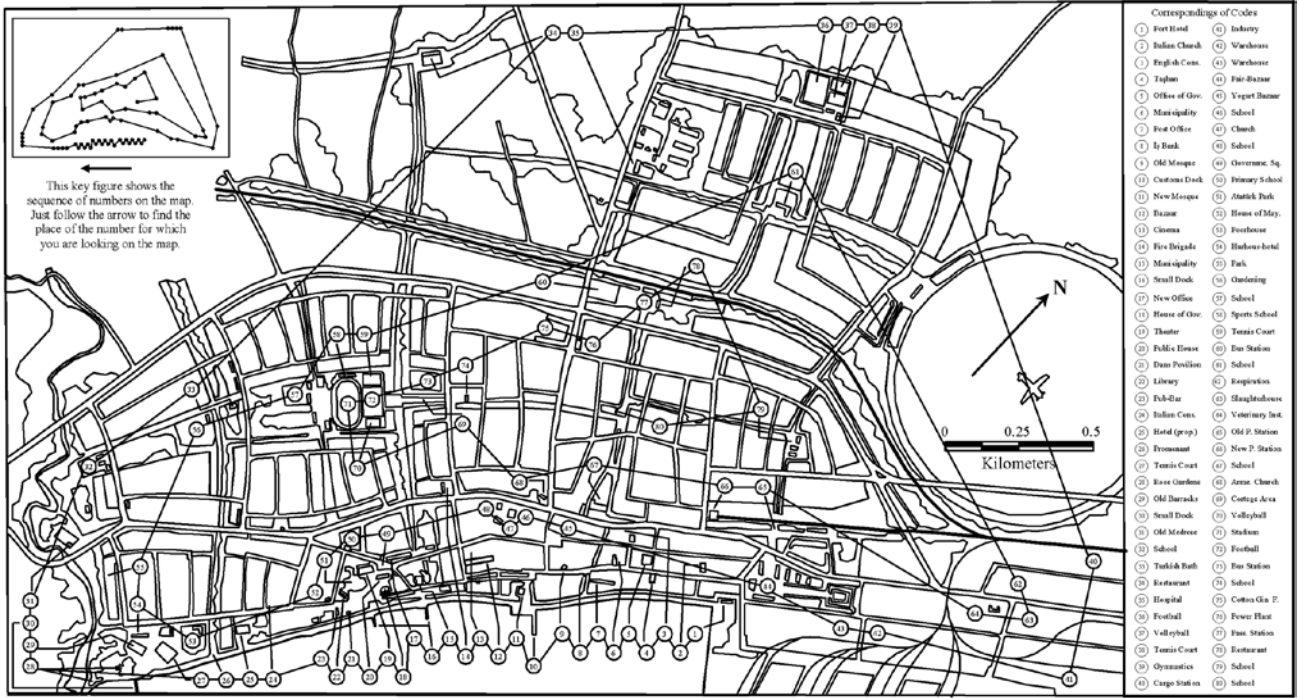 This key figure shows the
sequence of numbers on the map.
Just follow the arrow to find the
place of the number for which
you are looking on the map.
N
0 0.25 0.5
Kilometers
Correspondings of Codes
1 Fort Hotel
2 Italian Church
3 English Cons.
4 Taşhan
5 Office of Gov.
6 Municipality
7 Post Office
8 İş Bank
9 Old Mosque
10 Customs Dock
11 New Mosque
12 Bazaar
13 Cinema
14 Fire Brigade
15 Municipality
16 Small Dock
17 New Office
18 House of Gov.
19 Theater
20 Public House
21 Dans Pavilion
22 Library
23 Pub-Bar
24 Italian Cons.
25 Hotel (prop.)
26 Promenant
27 Tennis Court
28 Rose Gardens
29 Old Barracks
30 Small Dock
31 Old Medrese
32 School
33 Turkish Bath
34 Restaurant
35 Hospital
36 Football
37 Volleyball
38 Tennis Court
39 Gymnastics
40 Cargo Station
41 Industry
42 Warehouse
43 Warehouse
44 Fair-Bazaar
45 Yogurt Bazaar
46 School
47 Church
48 School
49 Governmc. Sq.
50 Primary School
51 Atatürk Park
52 House of May.
53 Poorhouse
54 Harbour-hotel
55 Park
56 Gardening
57 School
58 Sports School
59 Tennis Court
60 Bus Station
61 School
62 Respiration
63 Slaughterhouse
64 Veterinary Inst.
65 Old P. Station
66 New P. Station
67 School
68 Arme. Church
69 Cortege Area
70 Volleyball
71 Stadium
72 Football
73 Bus Station
74 School
75 Cotton Gin F.
76 Power Plant
77 Pass. Station
78 Restaurant
79 School
80 School